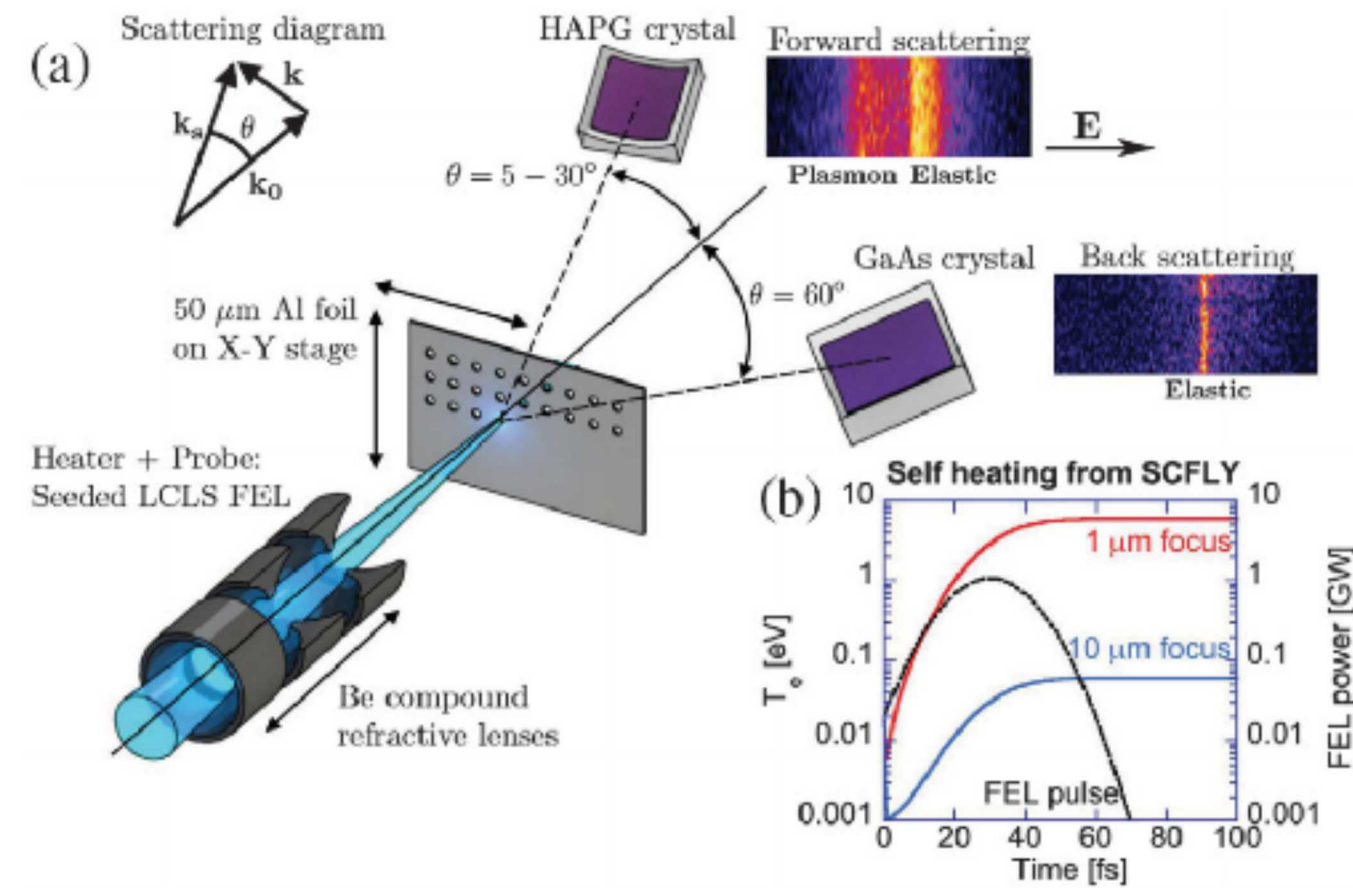 (a)
Scattering diagram
k
kₛ
θ
k₀
HAPG crystal
θ = 5 − 30°
Forward scattering
Plasmon Elastic
E
GaAs crystal
θ = 60°
Back scattering
Elastic
50 μm Al foil
on X-Y stage
Heater + Probe:
Seeded LCLS FEL
Be compound
refractive lenses
(b)
Self heating from SCFLY
10
1
0.1
0.01
0.001
Tₑ [eV]
1 μm focus
10 μm focus
FEL pulse
10
1
0.1
0.01
0.001
FEL power [GW]
0 20 40 60 80 100
Time [fs]